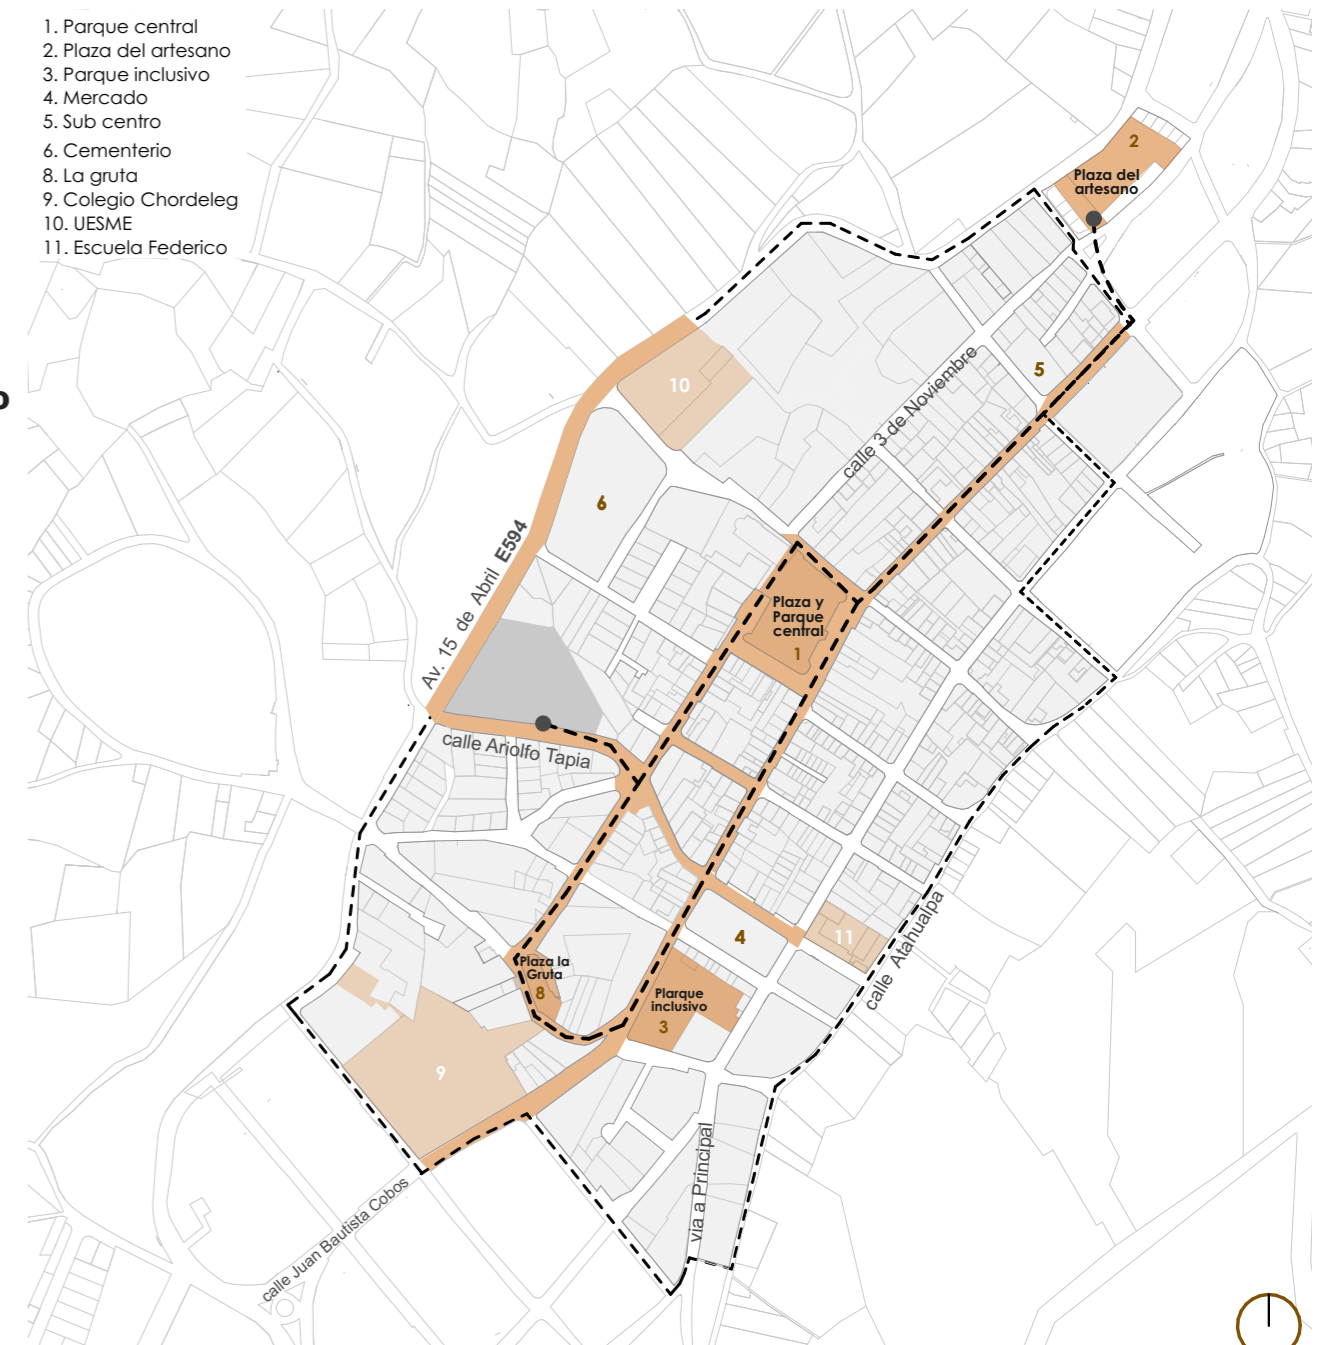 1. Parque central
2. Plaza del artesano
3. Parque inclusivo
4. Mercado
5. Sub centro
6. Cementerio
8. La gruta
9. Colegio Chordeleg
10. UESME
11. Escuela Federico
2
Plaza del
artesano
5
calle 3 de Noviembre
10
6
Av. 15 de Abril E594
Plaza y
Parque
central
1
calle Ariolfo Tapia
4
11
calle Atahualpa
Plaza la
Gruta
8
Plarque
inclusivo
3
9
via a Principal
calle Juan Bautista Cobos